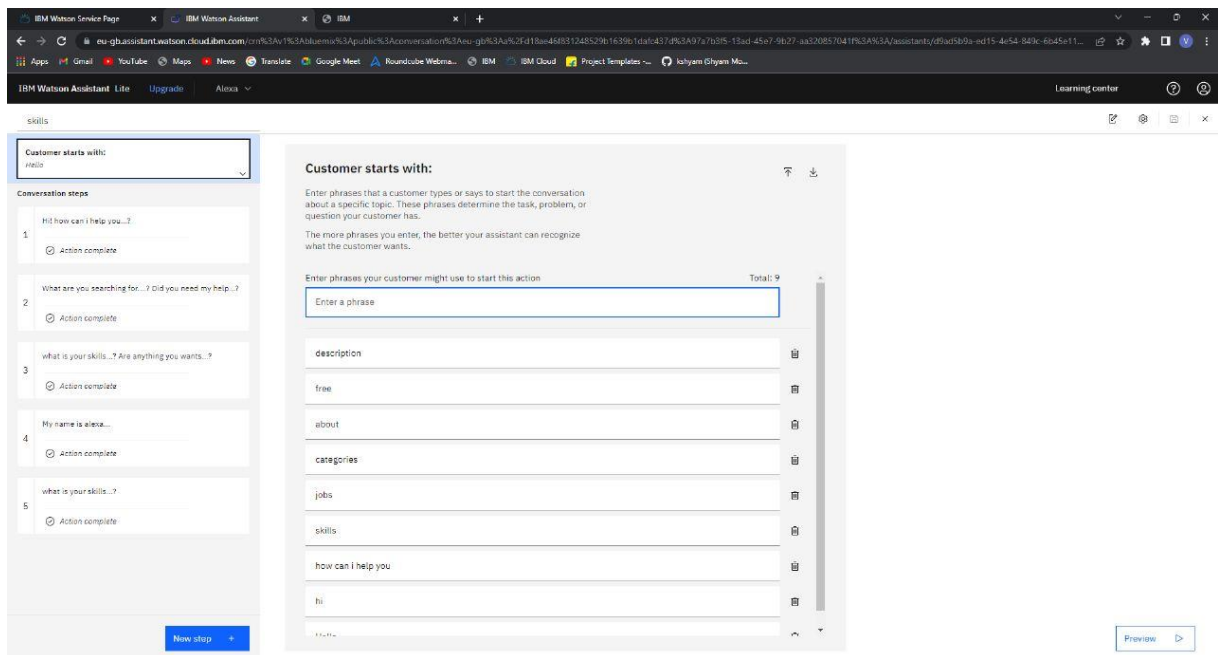 IBM Watson Service Page
IBM Watson Assistant
IBM
Apps
Gmail
YouTube
Maps
News
Translate
Google Meet
Roundcube Webma...
IBM
IBM Cloud
Project Templates -...
kshyam (Shyam Mo...
V
IBM Watson Assistant Lite
Upgrade
Alexa
Learning center
skills
Customer starts with:
Hello
Conversation steps
1
Hi! how can i help you...?
Action complete
2
What are you searching for....? Did you need my help...?
Action complete
3
what is your skills...? Are anything you wants...?
Action complete
4
My name is alexa....
Action complete
5
what is your skills...?
Action complete
New step +
Customer starts with:
Enter phrases that a customer types or says to start the conversation
about a specific topic. These phrases determine the task, problem, or
question your customer has.
The more phrases you enter, the better your assistant can recognize
what the customer wants.
Enter phrases your customer might use to start this action
Total: 9
Enter a phrase
description
free
about
categories
jobs
skills
how can i help you
hi
Hello
Preview